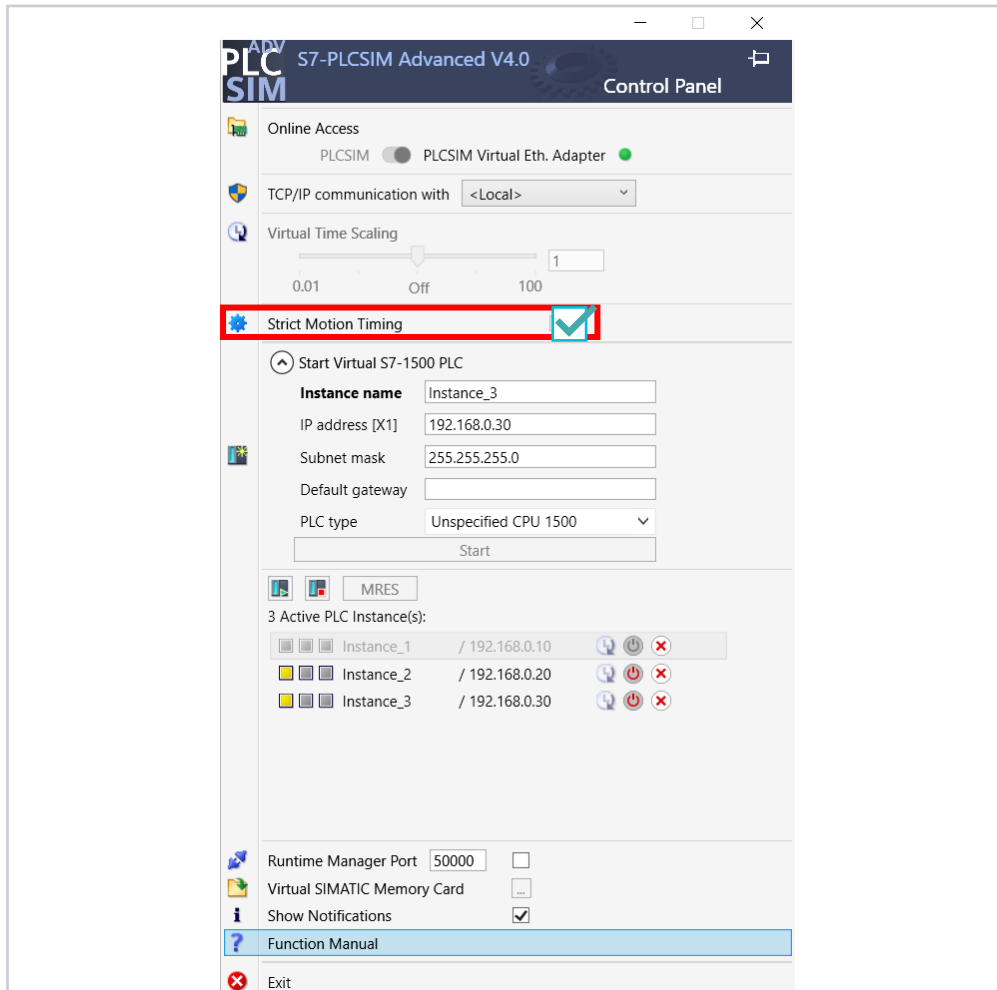 PLC ADV
SIM
S7-PLCSIM Advanced V4.0
Control Panel
Online Access
PLCSIM PLCSIM Virtual Eth. Adapter
TCP/IP communication with <Local>
Virtual Time Scaling
1
0.01 Off 100
Strict Motion Timing
Start Virtual S7-1500 PLC
Instance name Instance_3
IP address [X1] 192.168.0.30
Subnet mask 255.255.255.0
Default gateway
PLC type Unspecified CPU 1500
Start
MRES
3 Active PLC Instance(s):
Instance_1 / 192.168.0.10
Instance_2 / 192.168.0.20
Instance_3 / 192.168.0.30
Runtime Manager Port 50000
Virtual SIMATIC Memory Card ...
Show Notifications
Function Manual
Exit